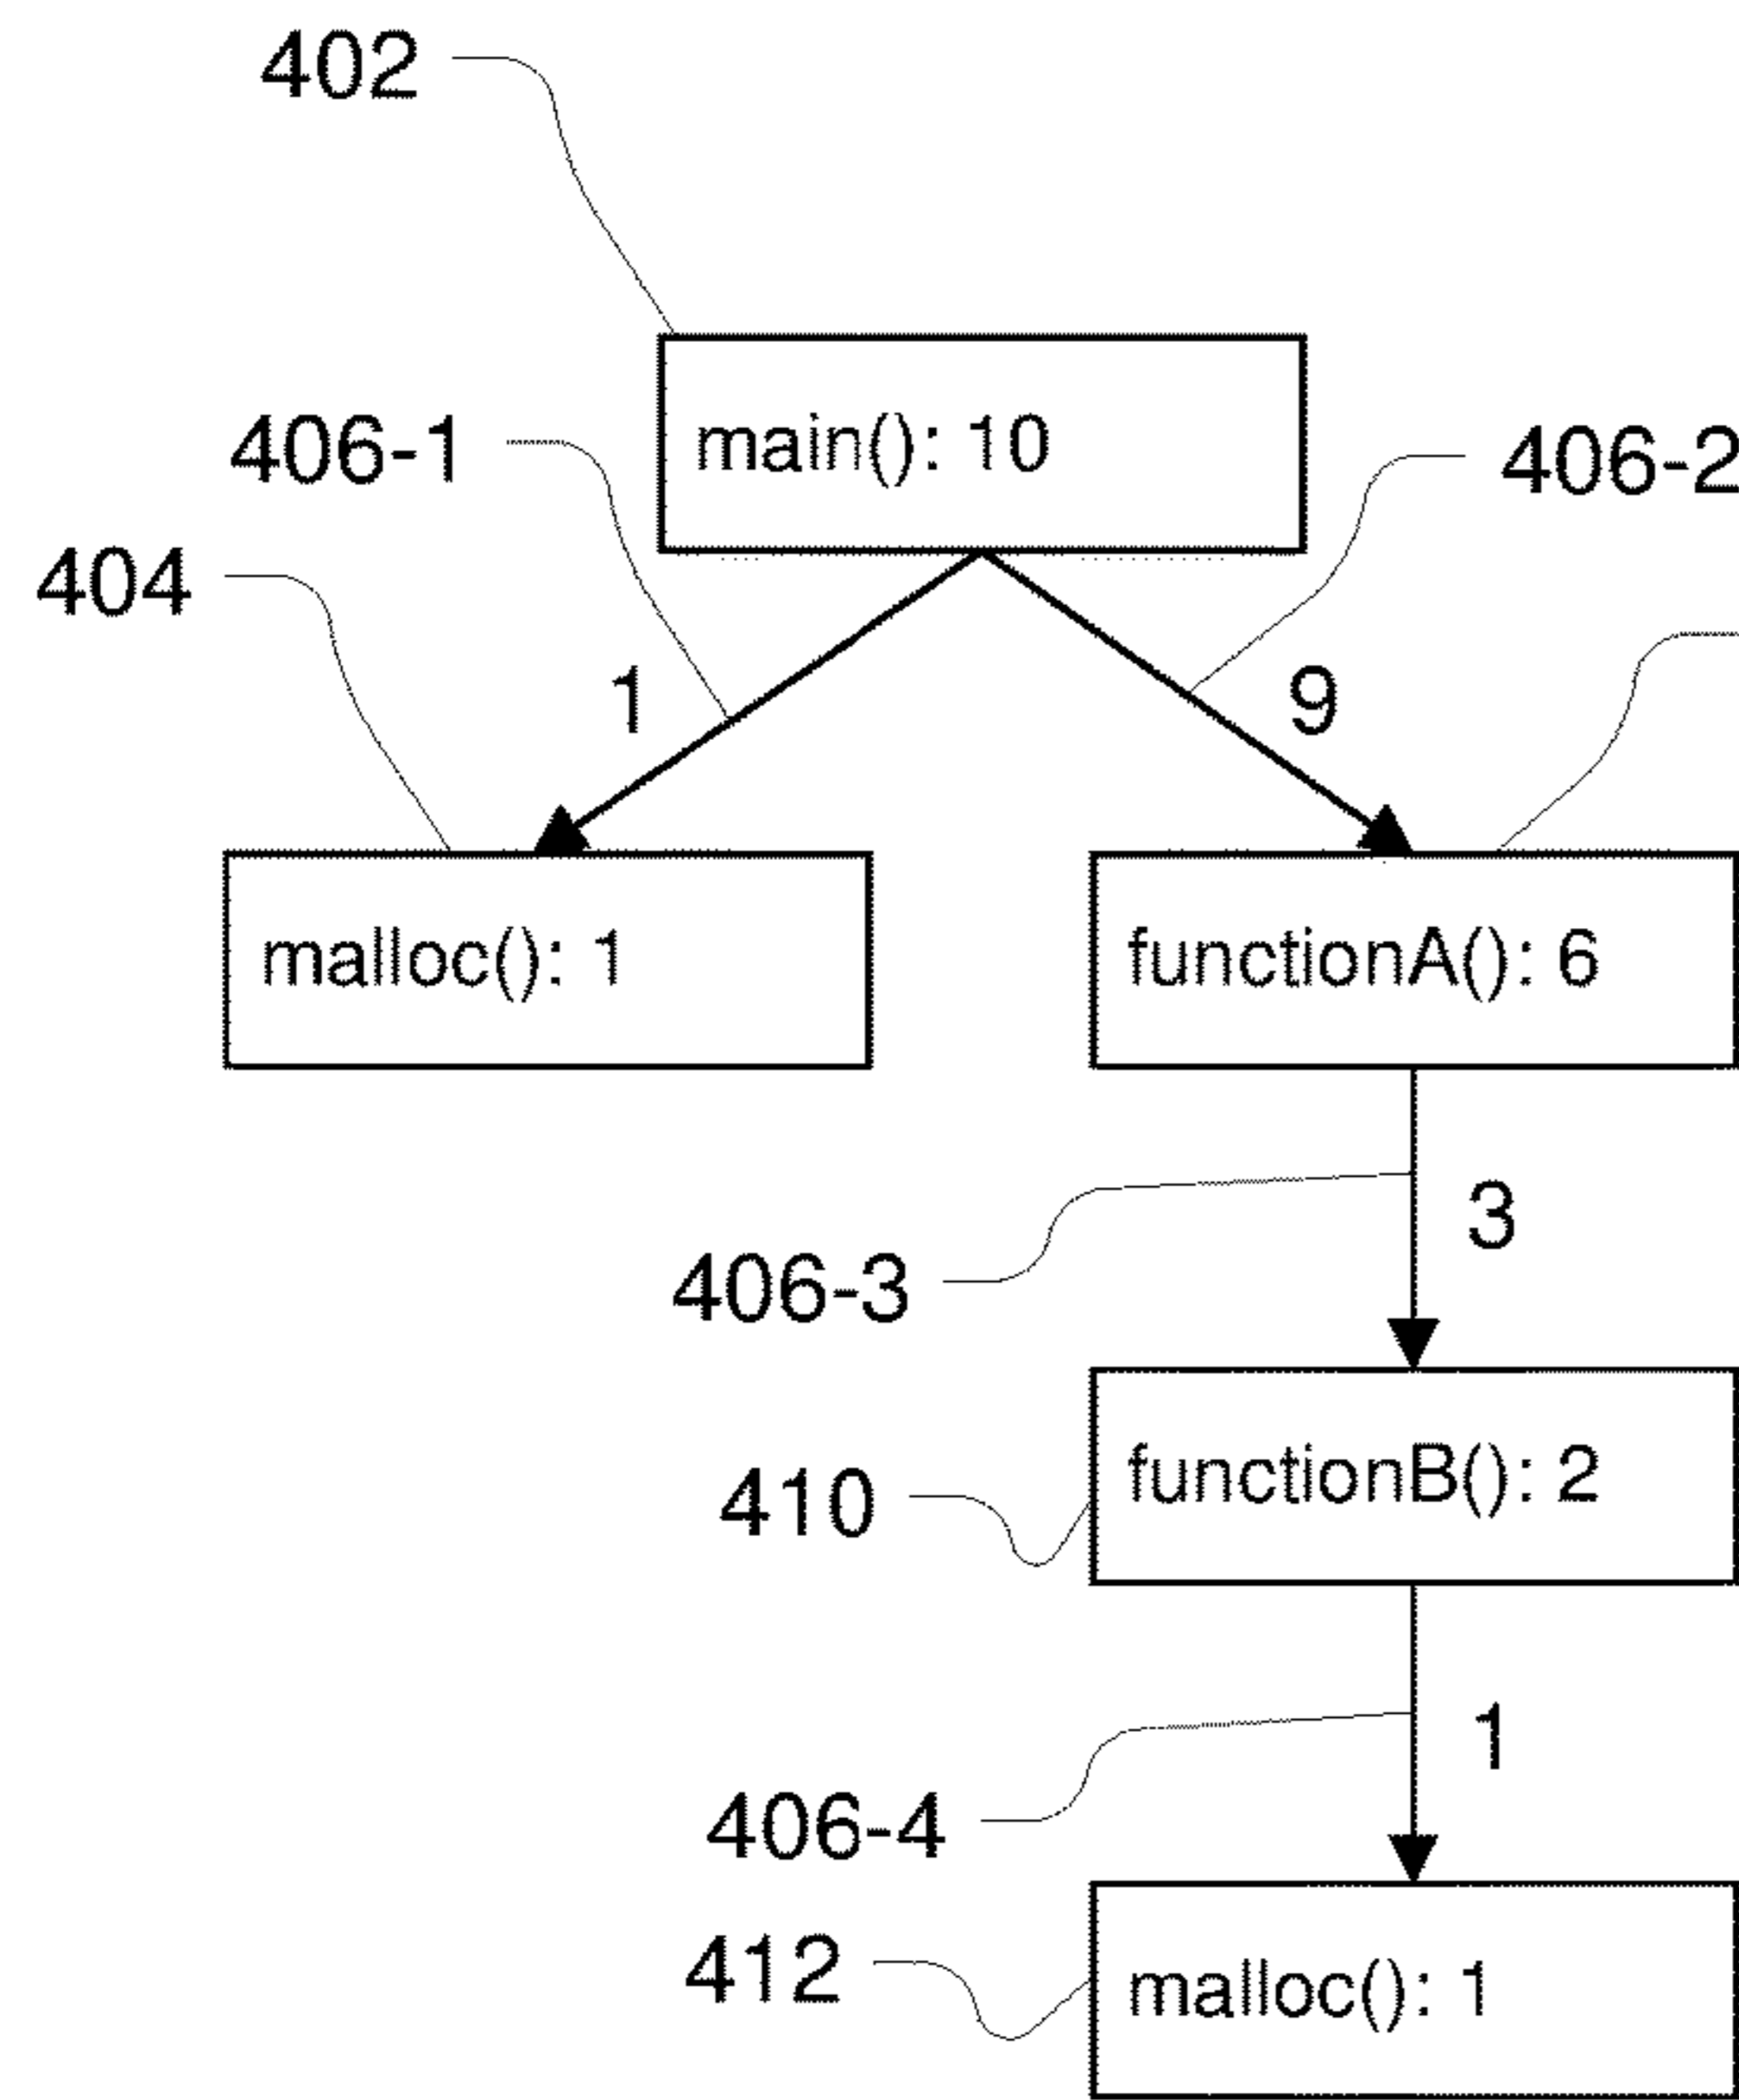 402
main(): 10
406-1
406-2
404
1
9
malloc(): 1
functionA(): 6
3
406-3
functionB(): 2
410
1
406-4
412
malloc(): 1